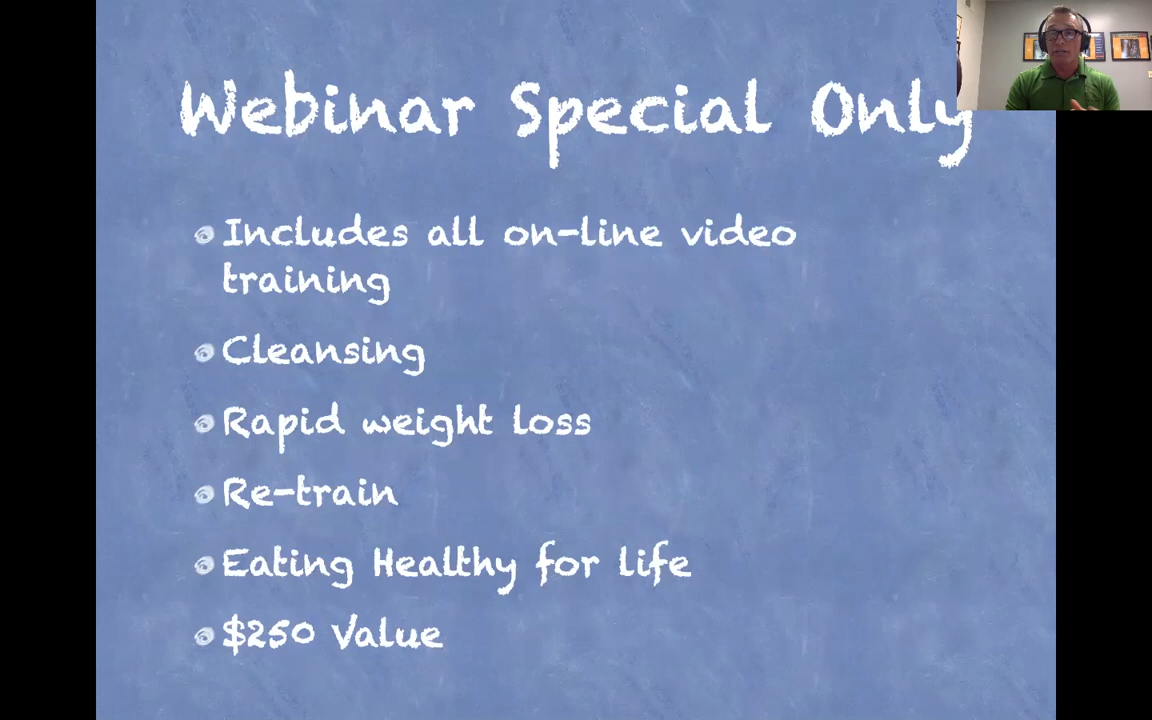 Webinar Special Only
Includes all on-line video
training
Cleansing
Rapid weight loss
Re-train
Eating Healthy for life
$250 Value